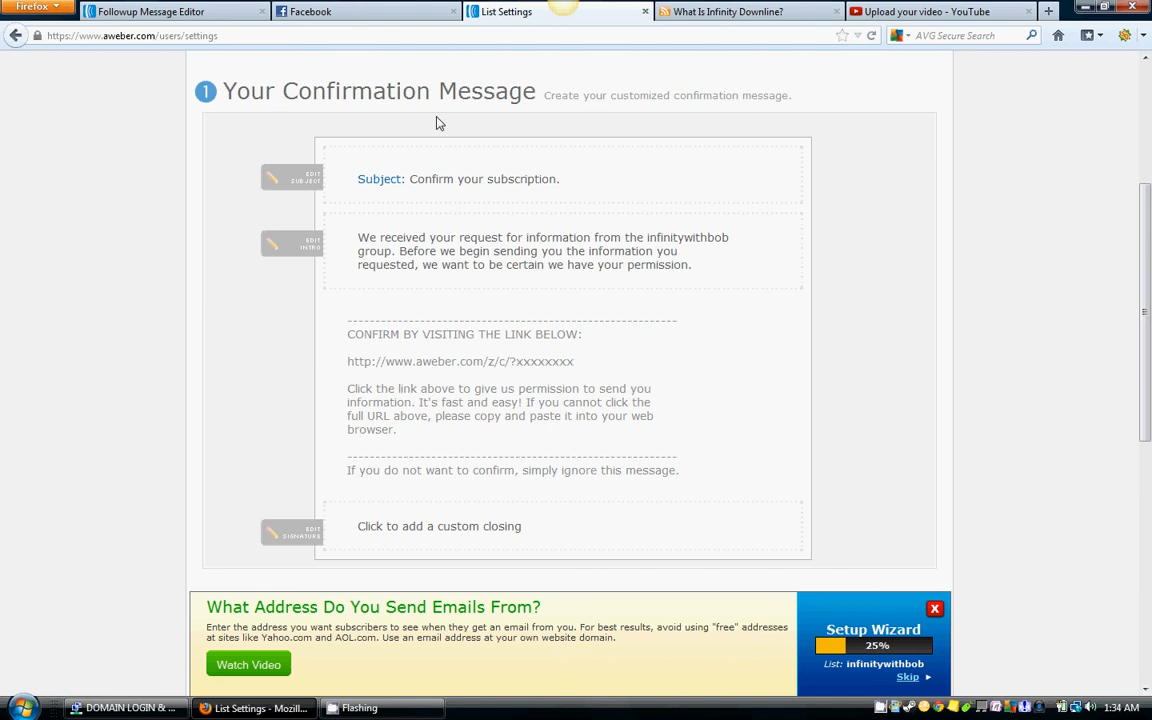 Firefox
Followup Message Editor
Facebook
List Settings
What Is Infinity Downline?
Upload your video - YouTube
https://www.aweber.com/users/settings
AVG Secure Search
1 Your Confirmation Message Create your customized confirmation message.
EDIT
SUBJECT
Subject: Confirm your subscription.
EDIT
INTRO
We received your request for information from the infinitywithbob
group. Before we begin sending you the information you
requested, we want to be certain we have your permission.
CONFIRM BY VISITING THE LINK BELOW:
http://www.aweber.com/z/c/?xxxxxxxx
Click the link above to give us permission to send you
information. It's fast and easy! If you cannot click the
full URL above, please copy and paste it into your web
browser.
If you do not want to confirm, simply ignore this message.
EDIT
SIGNATURE
Click to add a custom closing
What Address Do You Send Emails From?
Enter the address you want subscribers to see when they get an email from you. For best results, avoid using "free" addresses
at sites like Yahoo.com and AOL.com. Use an email address at your own website domain.
Watch Video
Setup Wizard
25%
List: infinitywithbob
Skip
DOMAIN LOGIN & ...
List Settings - Mozill...
Flashing
1:34 AM